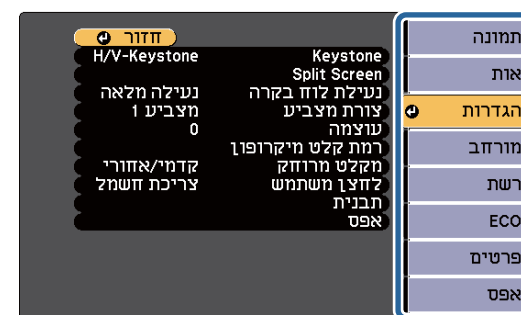 תמונה
אות
הגדרות
מורחב
רשת
ECO
פרטים
אפס
חזור
Keystone H/V-Keystone
Split Screen
נעילת לוח בקרה נעילה מלאה
צורת מצביע מצביע 1
עוצמה 0
רמת קלט מיקרופון
מקלט מרוחק קדמי/אחורי
לחצן משתמש צריכת חשמל
תבנית
אפס